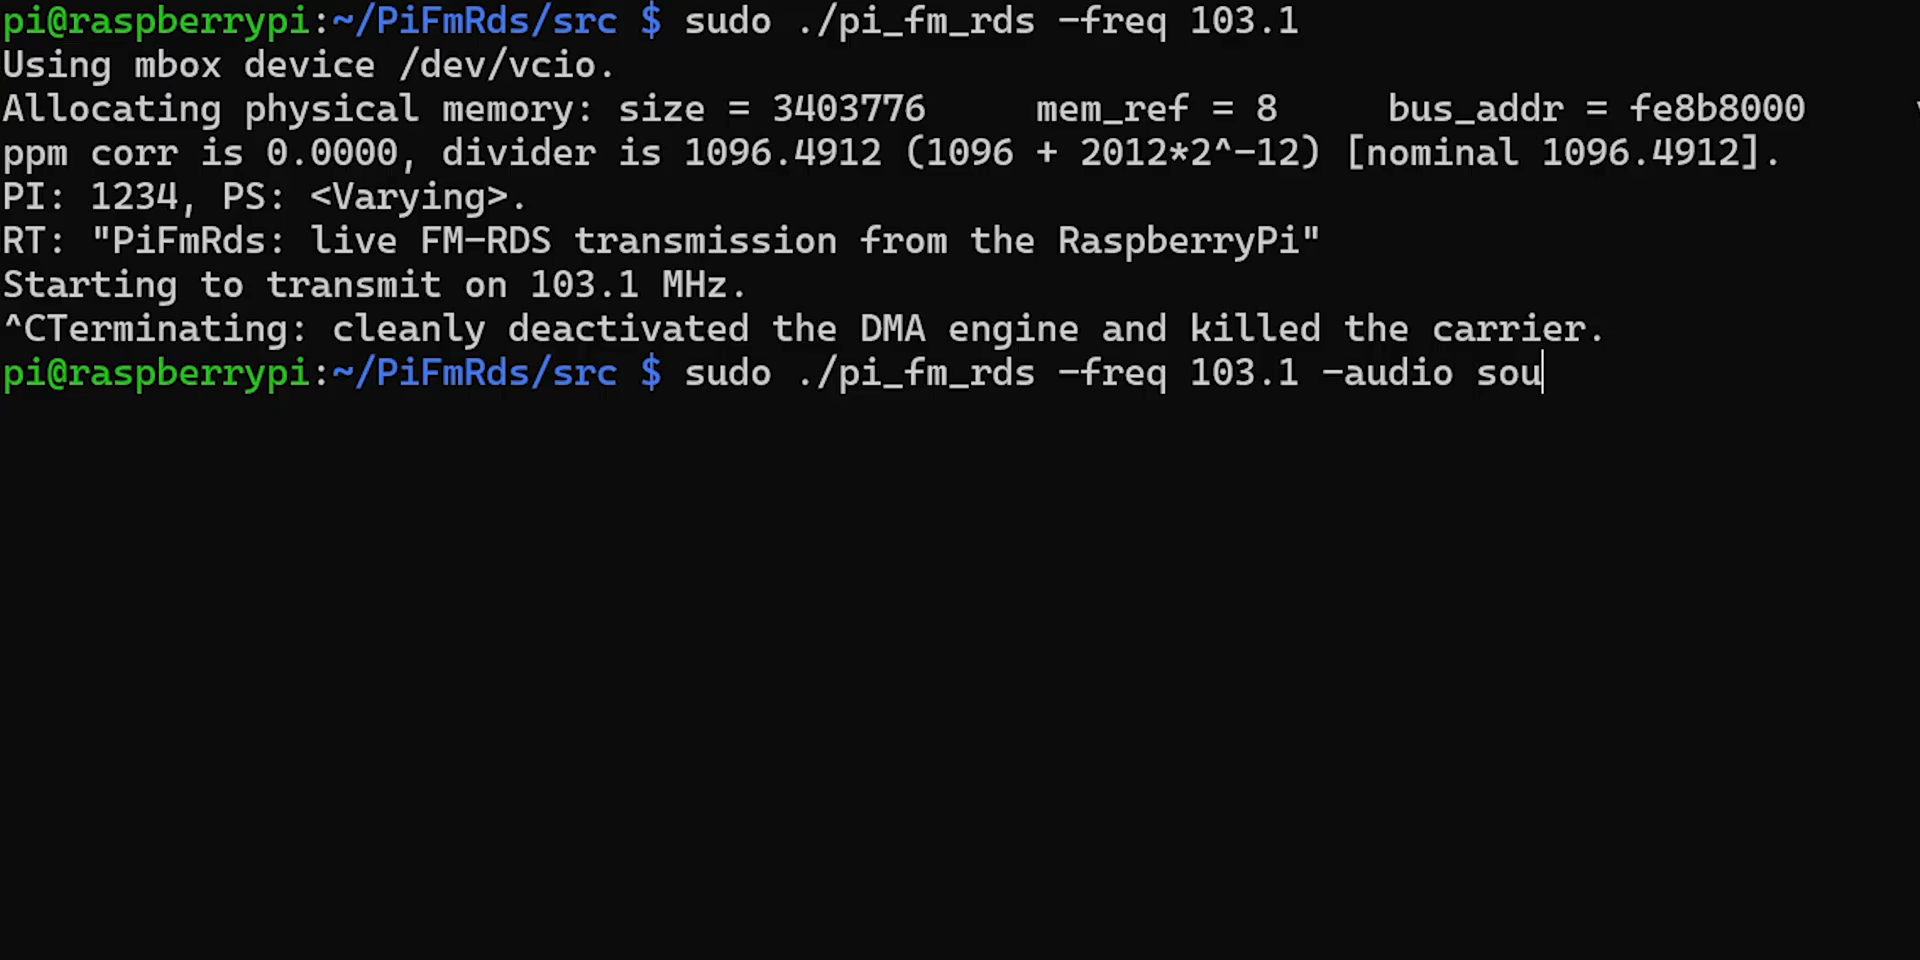 pi@raspberrypi:~/PiFmRds/src $ sudo ./pi_fm_rds -freq 103.1
Using mbox device /dev/vcio.
Allocating physical memory: size = 3403776     mem_ref = 8     bus_addr = fe8b8000
ppm corr is 0.0000, divider is 1096.4912 (1096 + 2012*2^-12) [nominal 1096.4912].
PI: 1234, PS: <Varying>.
RT: "PiFmRds: live FM-RDS transmission from the RaspberryPi"
Starting to transmit on 103.1 MHz.
^CTerminating: cleanly deactivated the DMA engine and killed the carrier.
pi@raspberrypi:~/PiFmRds/src $ sudo ./pi_fm_rds -freq 103.1 -audio sou